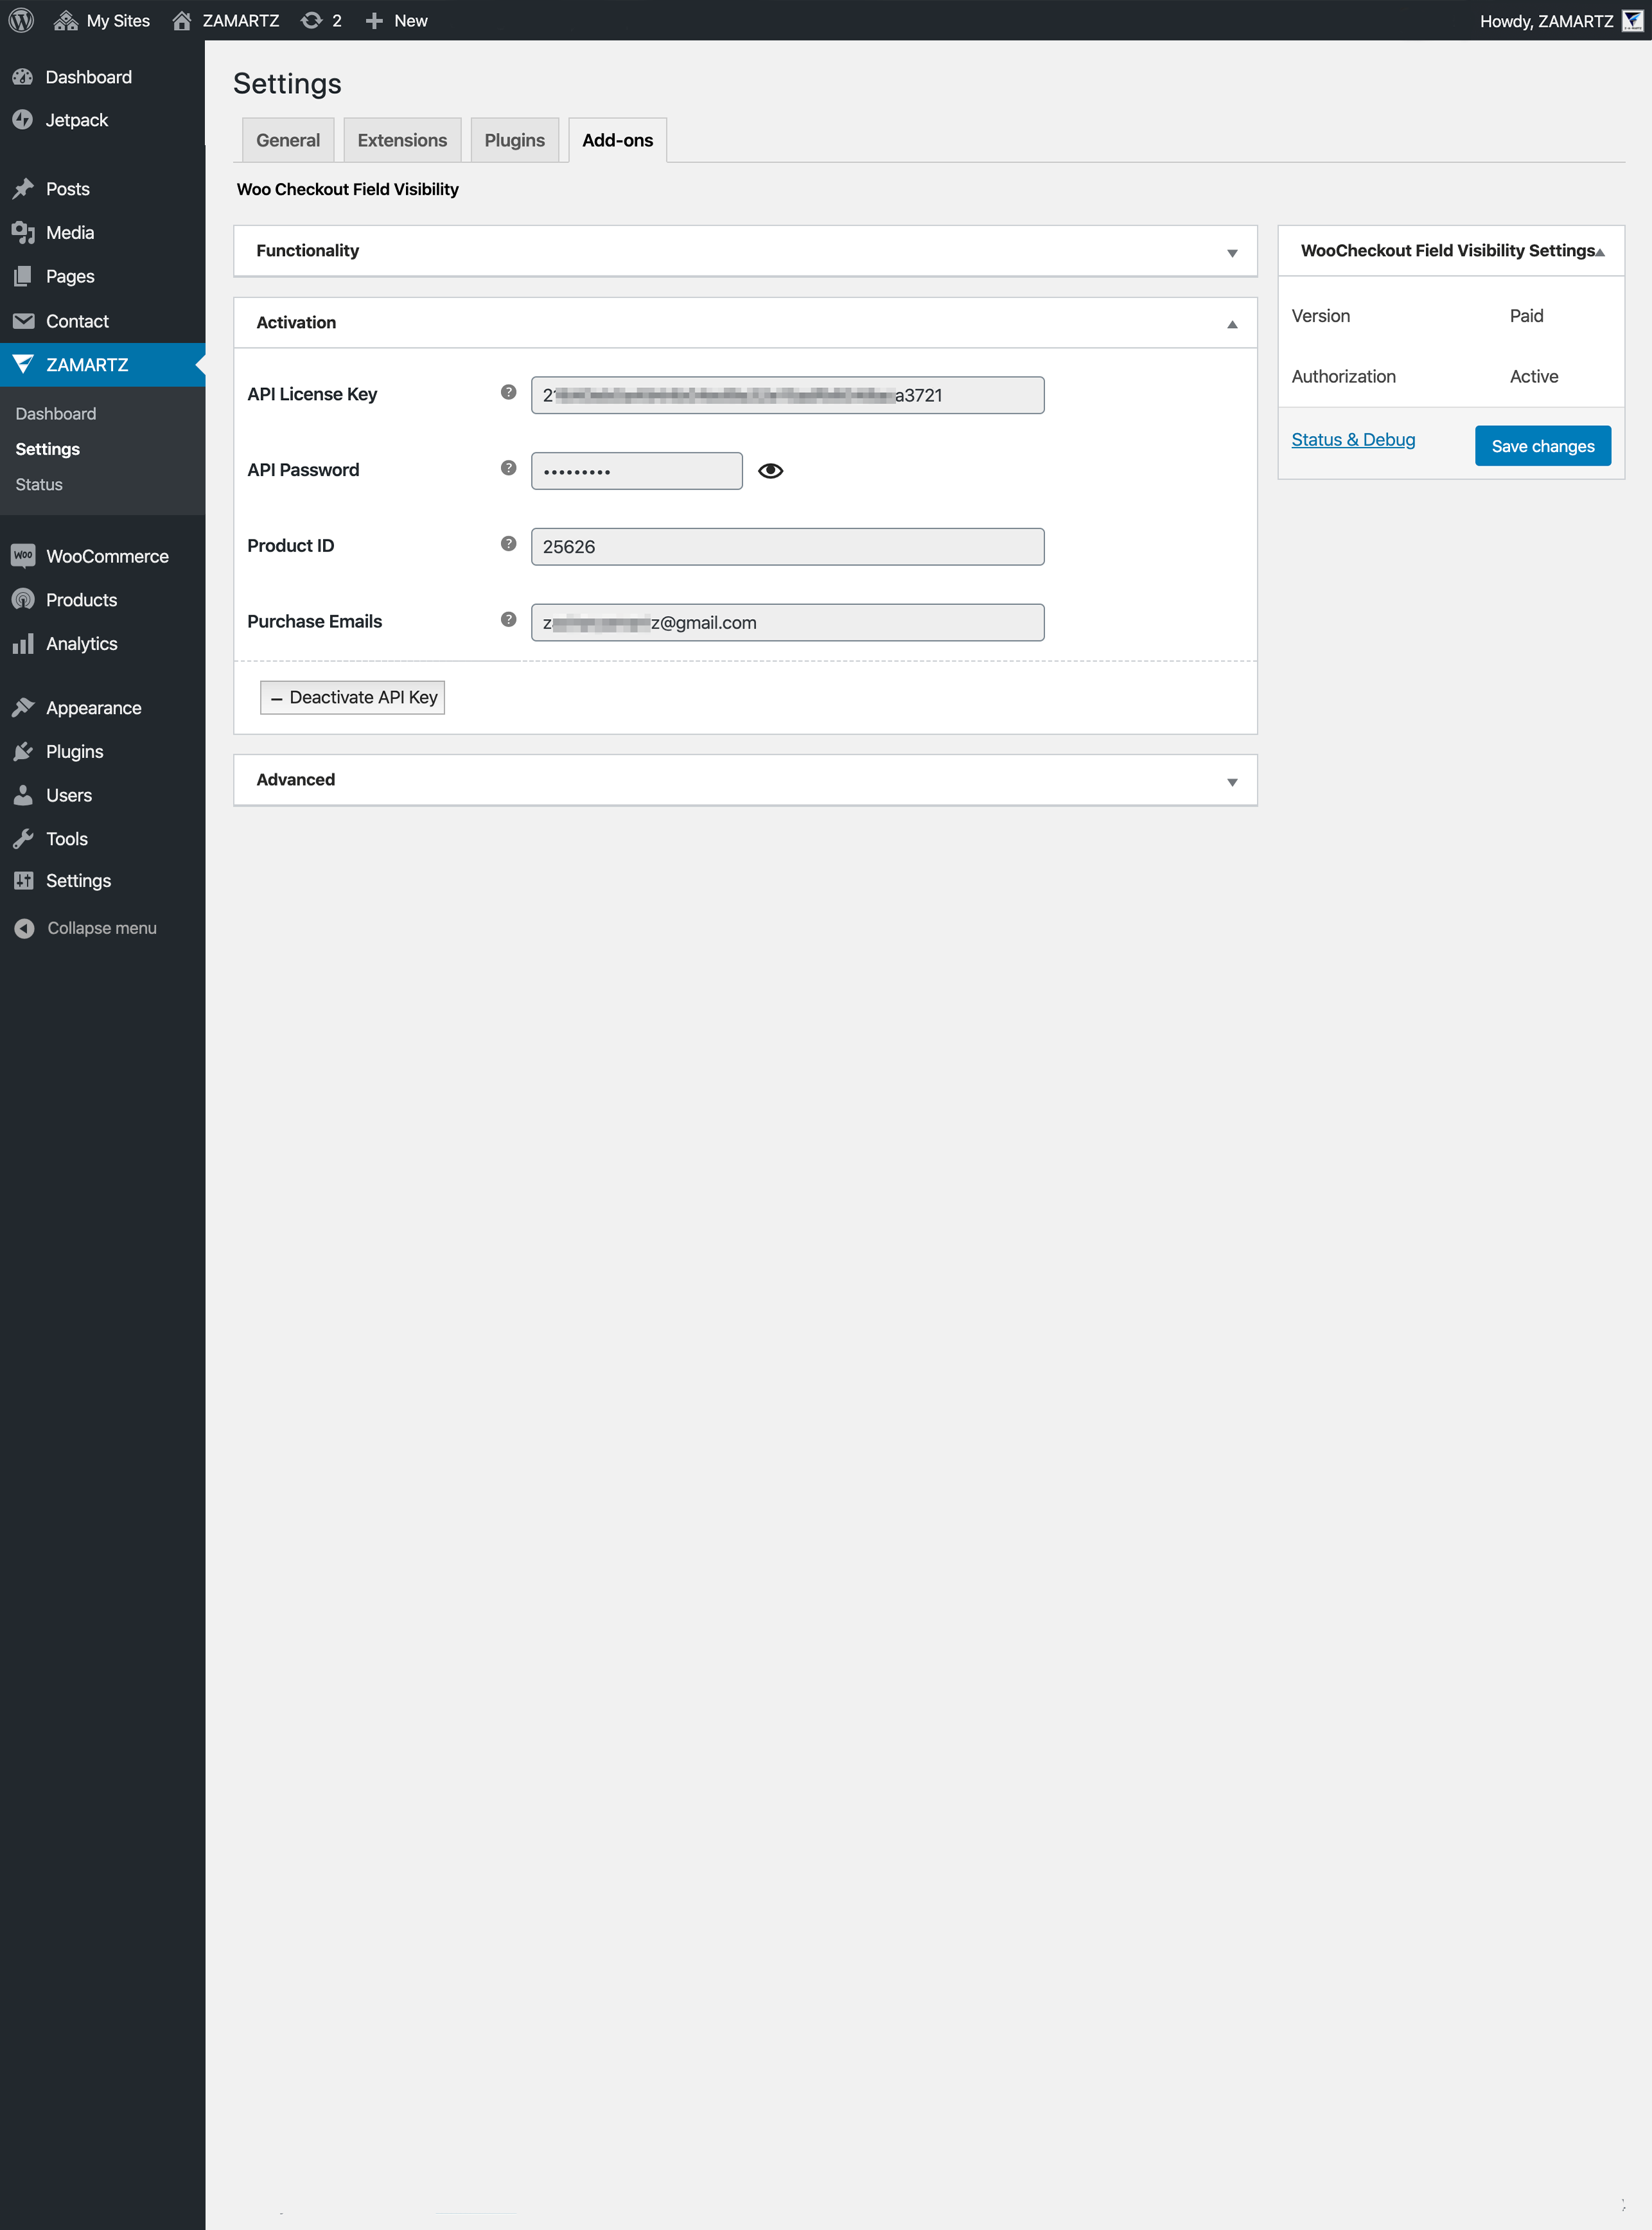 My Sites ZAMARTZ 2 New Howdy, ZAMARTZ
Dashboard
Jetpack
Posts
Media
Pages
Contact
ZAMARTZ
Dashboard
Settings
Status
WooCommerce
Products
Analytics
Appearance
Plugins
Users
Tools
Settings
Collapse menu
Settings
General Extensions Plugins Add-ons
Woo Checkout Field Visibility
Functionality
Activation
API License Key ? a3721
API Password ? •••••••••
Product ID ? 25626
Purchase Emails ? z@gmail.com
– Deactivate API Key
Advanced
WooCheckout Field Visibility Settings
Version Paid
Authorization Active
Status & Debug Save changes